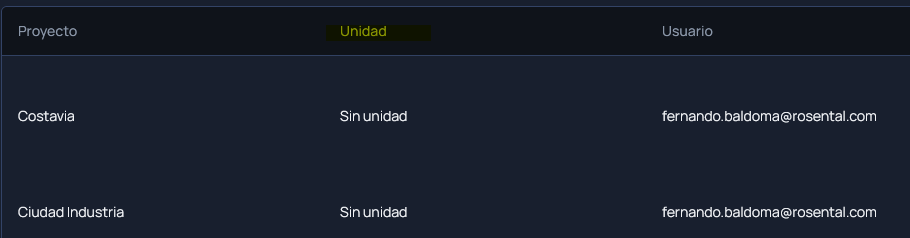 Proyecto Unidad Usuario
Costavia Sin unidad fernando.baldoma@rosental.com
Ciudad Industria Sin unidad fernando.baldoma@rosental.com